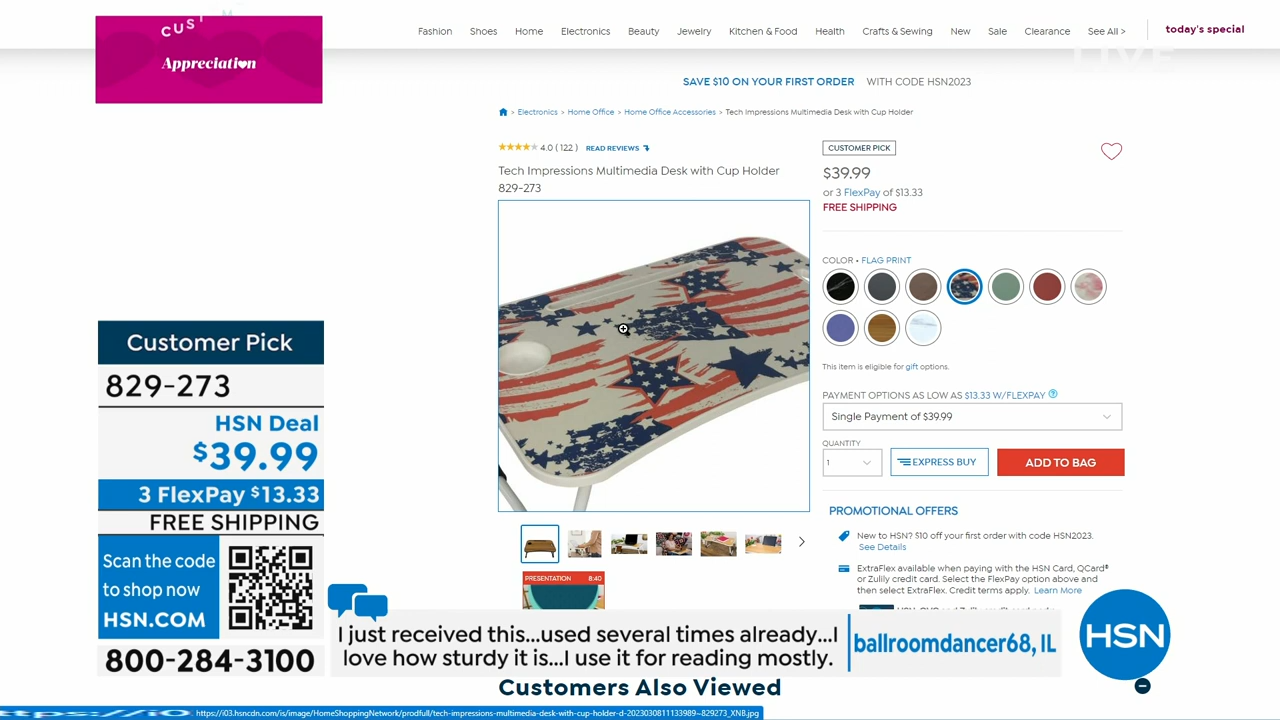 CUST M
Appreciation
Fashion Shoes Home Electronics Beauty Jewelry Kitchen & Food Health Crafts & Sewing New Sale Clearance See All > today's special
LIVE
SAVE $10 ON YOUR FIRST ORDER WITH CODE HSN2023
> Electronics > Home Office > Home Office Accessories > Tech Impressions Multimedia Desk with Cup Holder
4.0 ( 122 ) READ REVIEWS
Tech Impressions Multimedia Desk with Cup Holder
829-273
CUSTOMER PICK
$39.99
or 3 FlexPay of $13.33
FREE SHIPPING
COLOR • FLAG PRINT
This item is eligible for gift options.
PAYMENT OPTIONS AS LOW AS $13.33 W/FLEXPAY ?
Single Payment of $39.99
QUANTITY
1
EXPRESS BUY
ADD TO BAG
PROMOTIONAL OFFERS
New to HSN? $10 off your first order with code HSN2023.
See Details
ExtraFlex available when paying with the HSN Card, QCard®
or Zulily credit card. Select the FlexPay option above and
then select ExtraFlex. Credit terms apply. Learn More
PRESENTATION 8:40
Customer Pick
829-273
HSN Deal
$39.99
3 FlexPay $13.33
FREE SHIPPING
Scan the code
to shop now
HSN.COM
800-284-3100
I just received this...used several times already...I
love how sturdy it is...I use it for reading mostly.
ballroomdancer68, IL
HSN
Customers Also Viewed
https://i03.hsncdn.com/is/image/HomeShoppingNetwork/prodfull/tech-impressions-multimedia-desk-with-cup-holder-d-2023030811133989~829273_XNB.jpg